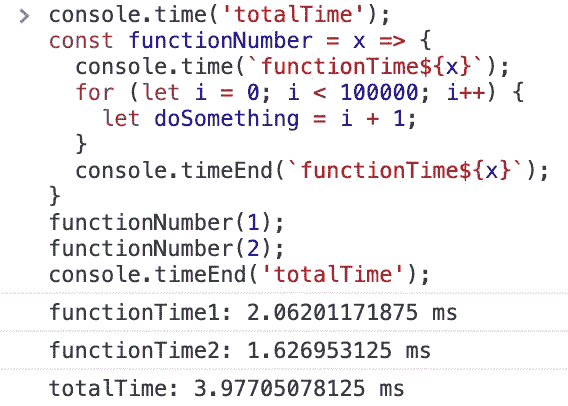 > console.time('totalTime');
const functionNumber = x => {
  console.time(`functionTime${x}`);
  for (let i = 0; i < 100000; i++) {
    let doSomething = i + 1;
  }
  console.timeEnd(`functionTime${x}`);
}
functionNumber(1);
functionNumber(2);
console.timeEnd('totalTime');
functionTime1: 2.06201171875 ms
functionTime2: 1.626953125 ms
totalTime: 3.97705078125 ms